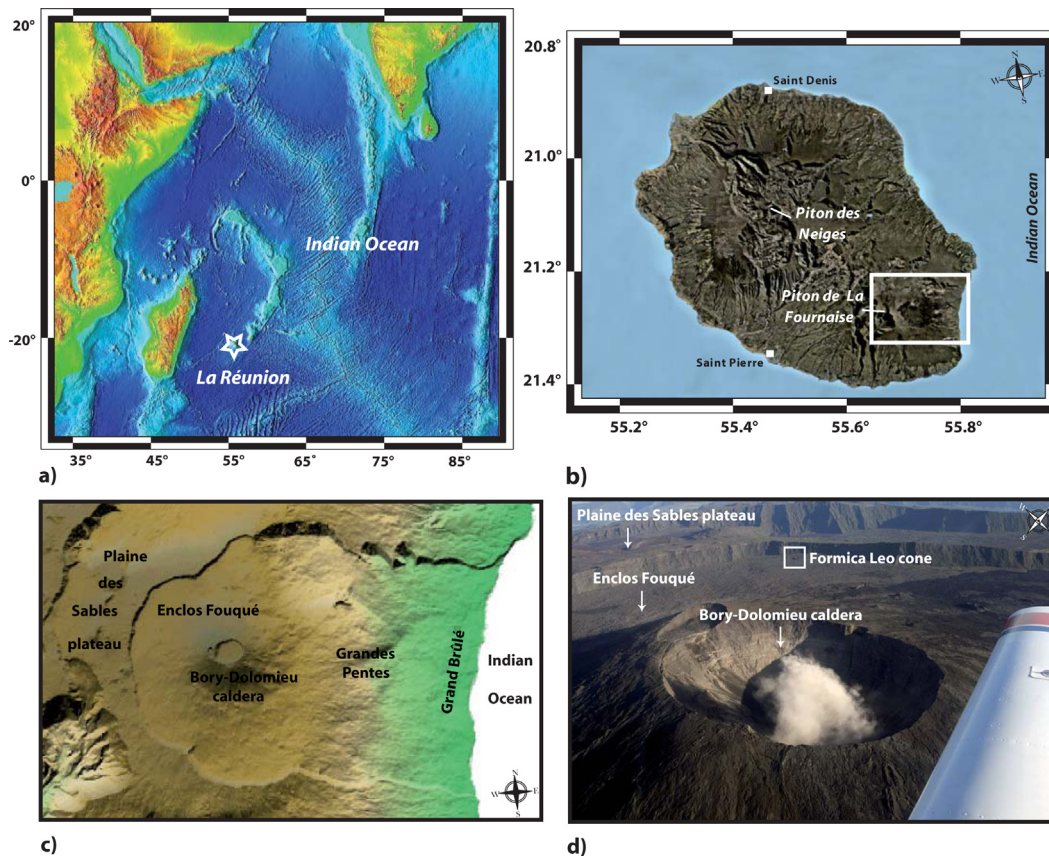 20°
0°
-20°
Indian Ocean
La Réunion
35°
45°
55°
65°
75°
85°
a)
20.8°
21.0°
21.2°
21.4°
Saint Denis
Piton des
Neiges
Piton de La
Fournaise
Saint Pierre
Indian Ocean
N
W
E
S
55.2°
55.4°
55.6°
55.8°
b)
Plaine
des
Sables
plateau
Enclos Fouqué
Bory-Dolomieu
caldera
Grandes
Pentes
Grand Brûlé
Indian
Ocean
N
W
E
S
c)
Plaine des Sables plateau
Formica Leo cone
Enclos Fouqué
Bory-Dolomieu caldera
d)